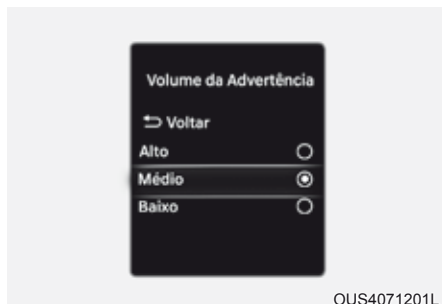 Volume da Advertência
Voltar
Alto
Médio
Baixo
OUS4071201L